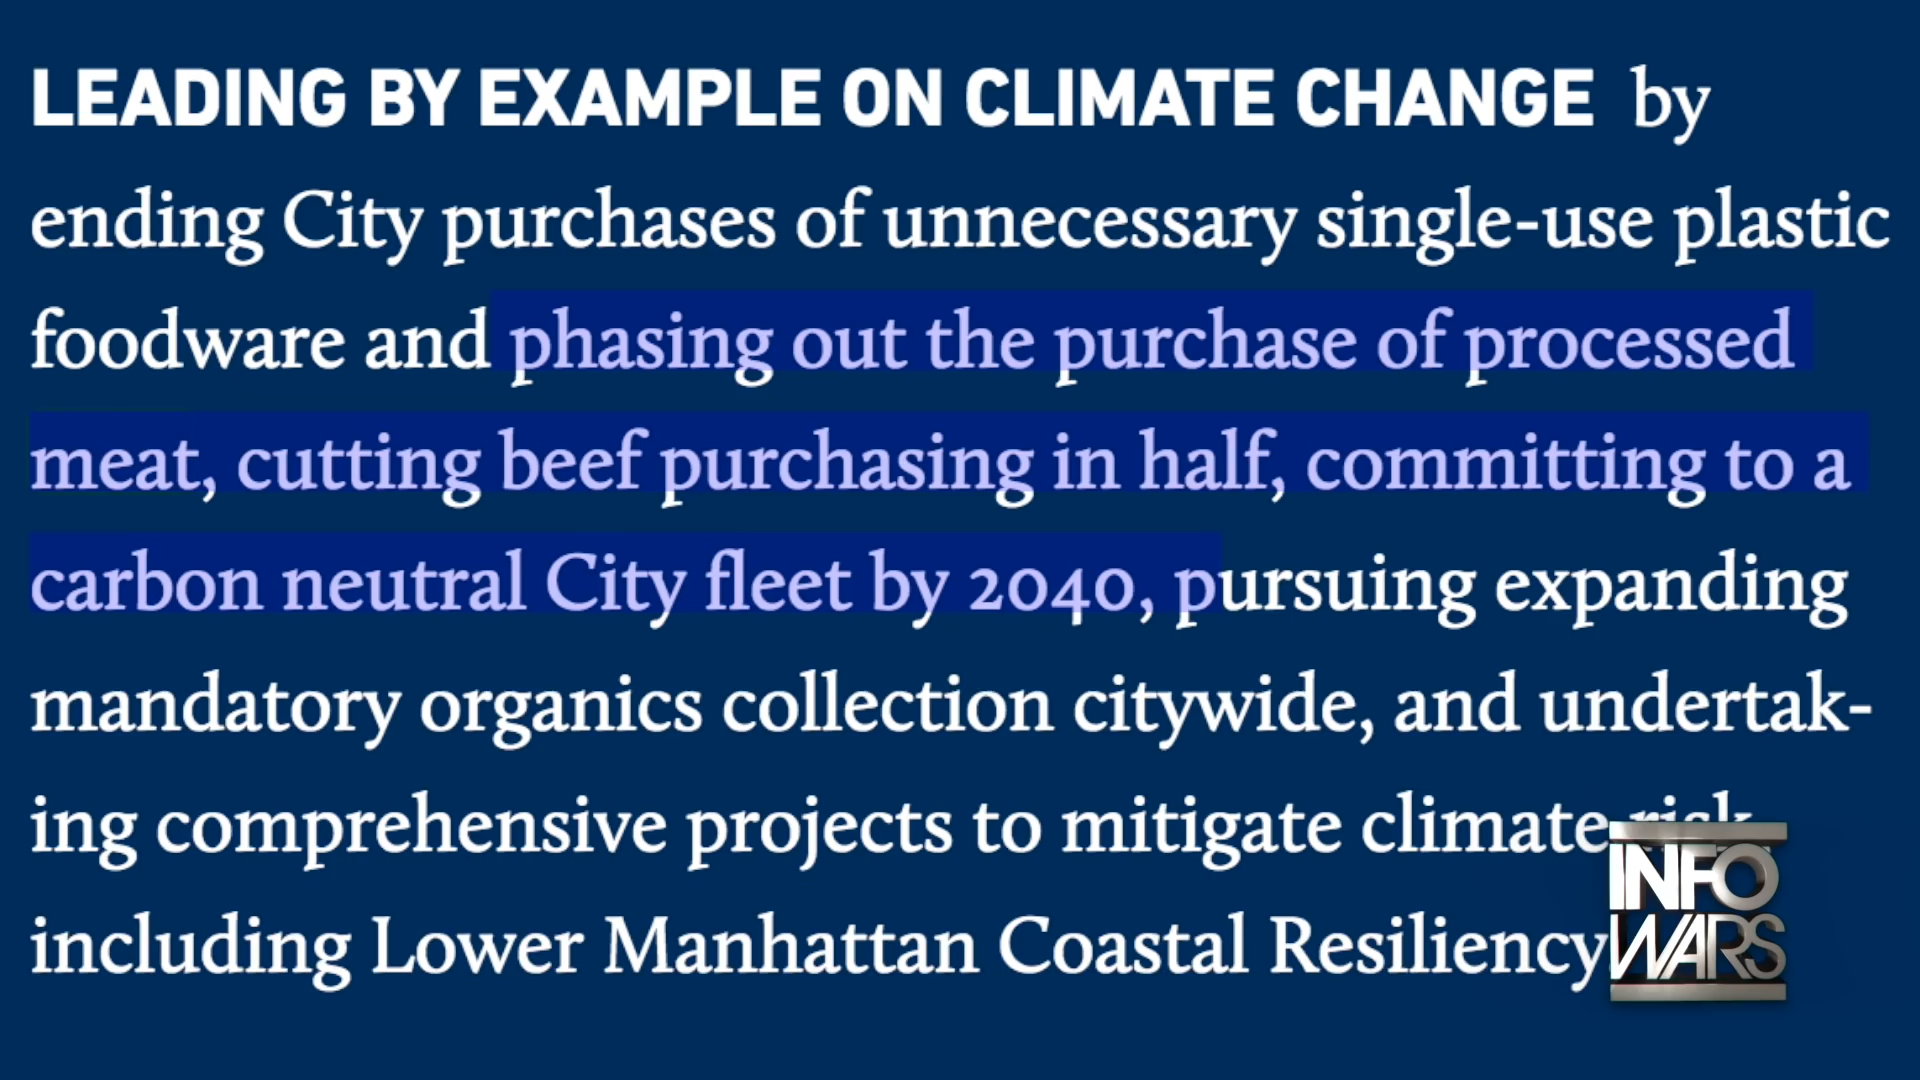 LEADING BY EXAMPLE ON CLIMATE CHANGE by
ending City purchases of unnecessary single-use plastic
foodware and phasing out the purchase of processed
meat, cutting beef purchasing in half, committing to a
carbon neutral City fleet by 2040, pursuing expanding
mandatory organics collection citywide, and undertak-
ing comprehensive projects to mitigate climate risk
including Lower Manhattan Coastal Resiliency
INFO
WARS